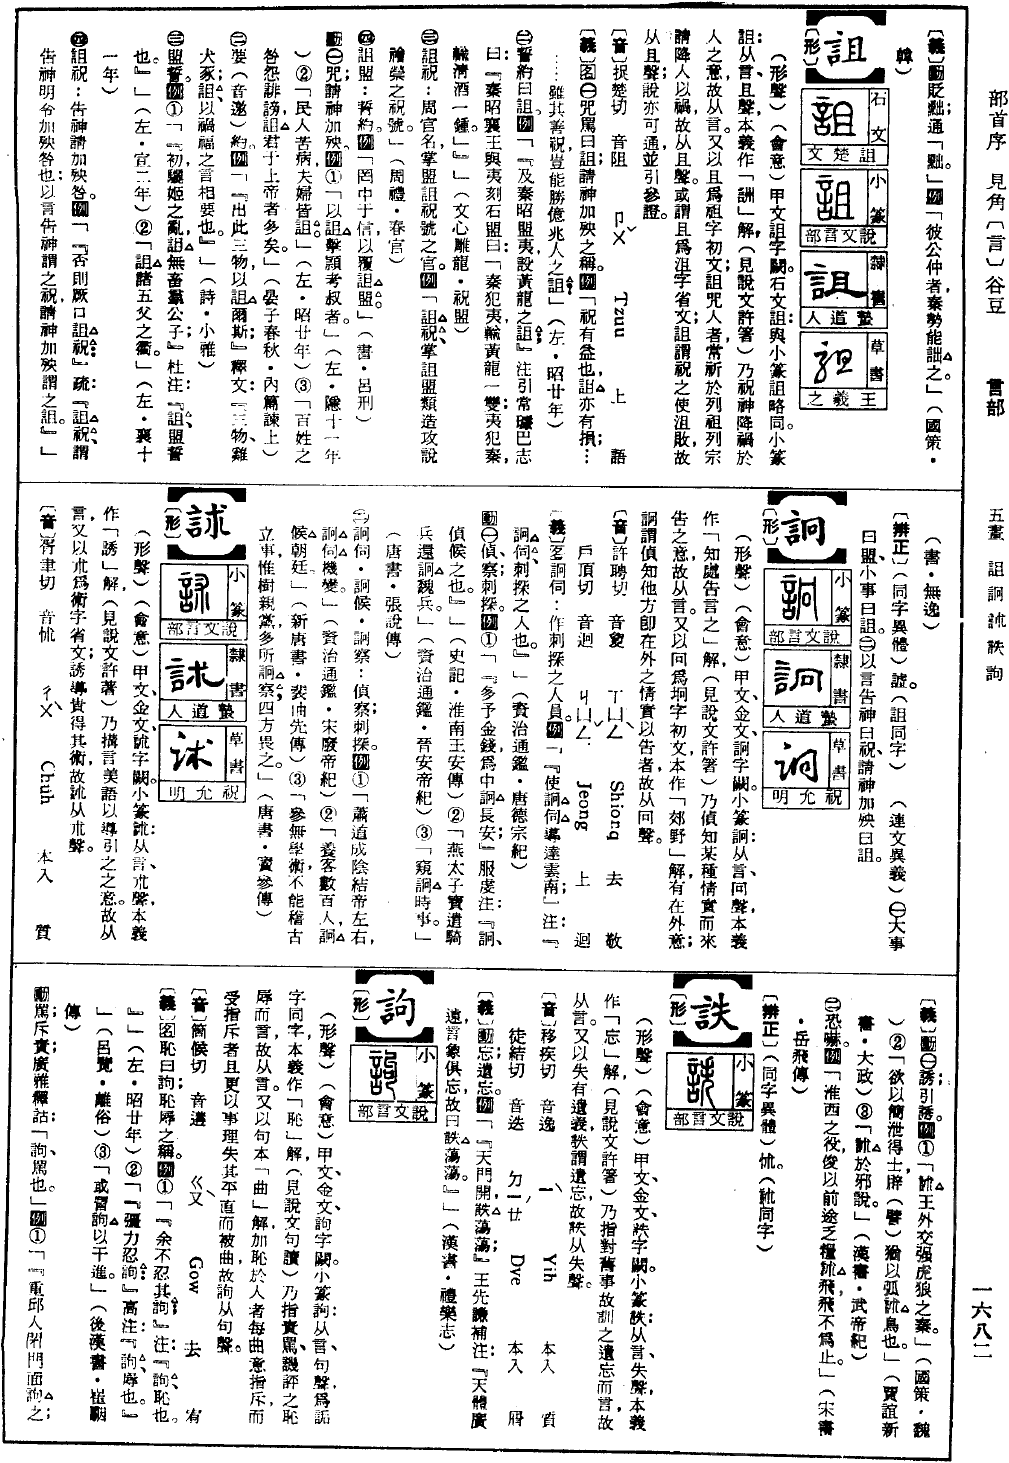 部首序 見角〔言〕谷豆 言部 五畫 詛詗訹詄訽 一六八二
〔義〕動貶黜通「黜。」例「彼公仲者秦勢能詘之。」（國策・
韓）
詛
〔形〕
石文 詛楚文
小篆 說文言部
隸書 蟄道人
草書 王羲之
（形聲）（會意）甲文詛字闕。石文詛：與小篆詛略同。小篆
詛：从言、且聲，本義作「詶」解，（見說文許箸）乃祝神降禍於
人之意，故从言。又以且爲祖字初文，詛咒人者常祈於列祖列宗
請降人以禍，故从且聲。或謂且爲沮字省文，詛謂祝之使沮敗，故
从且聲，說亦可通，並引參證。
〔音〕捉楚切 音阻 ㄗㄨˇ Tzuu 上 語
〔義〕名㊀咒罵曰詛；請神加殃之稱。例「祝有益也，詛亦有損；…
……雖其善祝，豈能勝億兆人之詛」（左・昭廿年）
㊁誓約曰詛。例「『及秦昭盟夷，設黃龍之詛』注引常璩巴志
曰：『秦昭襄王與夷刻石盟曰：「秦犯夷，輸黃龍一雙；夷犯秦，
輸清酒一鍾。」』」（文心雕龍・祝盟）
㊂詛祝：周官名，掌盟詛祝號之官。例「詛祝、掌盟詛類造攻說
禬禜之祝號。」（周禮・春官）
㊃詛盟：誓約。例「罔中于信，以覆詛盟」（書・呂刑）
動㊀咒；請神加殃。例①「以詛擊潁考叔者。」（左・隱十一年
）②「民人苦病，夫婦皆詛」。（左・昭廿年）③「百姓之
咎怨誹謗，詛君于上帝者多矣。」（晏子春秋・內篇諫上）
㊁要（音邀）約。例「『出此三物，以詛爾斯』釋文：『三物、雞
犬豕，詛以禍福之言相要也。』」（詩・小雅）
㊂盟誓。例①「『初驪姬之亂，詛無畜羣公子』杜注：『詛、盟誓
也。』」（左・宣二年）②「詛諸五父之衢。」（左・襄十
一年）
㊃詛祝：告神請加殃咎。例「『否則厥口詛祝』疏：『詛祝、謂
告神明令加殃咎也；以言告神謂之祝，請神加殃謂之詛。』」
（書・無逸）
〔辨正〕（同字異體）謯。（詛同字） （連文異義）㊀大事
曰盟，小事曰詛。㊁以言告神曰祝，請神加殃曰詛。
詗
〔形〕
小篆 說文言部
隸書 蟄道人
草書 祝允明
（形聲）（會意）甲文、金文詗字闕。小篆詗：从言、冋聲，本義
作「知處告言之」解，（見說文許箸）乃偵知某種情實而來
告之意，故从言。又以冋爲坰字初文，本作「郊野」解，有在外意；
詗謂偵知他方卽在外之情實以告者，故从冋聲。
〔音〕許聘切 音夐 ㄒㄩㄥˋ Shiong 去 敬
戶頂切 音迥 ㄐㄩㄥˇ Jeong 上 迥
〔義〕名詗伺：作刺探之人員。例「『使詗伺導達雲南』注：『
詗伺、刺探之人也。』」（資治通鑑・唐德宗紀）
動㊀偵察；刺探。例①「『多予金錢，爲中詗長安』服虔注『詗、
偵候之也。』」（史記・淮南王安傳）②「燕太子寶遣騎
兵還詗魏兵。」（資治通鑑・晉安帝紀）③「窺詗時事。」
（唐書・張說傳）
㊁詗伺・詗候・詗察：偵察刺探。例①「蕭道成陰結帝左右，
詗伺機變。」（資治通鑑・宋廢帝紀）②「養客數百人，詗
候朝廷。」（新唐書・裴伷先傳）③「參無學術，不能稽古
立事，惟樹親黨，多所詗察，四方畏之。」（唐書・竇參傳）
訹
〔形〕
小篆 說文言部
隸書 蟄道人
草書 祝允明
（形聲）（會意）甲文、金文訹字闕。小篆訹：从言、朮聲，本義
作「誘」解，（見說文許著）乃搆言美語以導引之之意，故从
言。又以朮爲術字省文，誘導貴得其術，故訹从朮聲。
〔音〕胥聿切 音怵 ㄔㄨˋ Chuh 本入 質
〔義〕動㊀誘；引誘。例①「訹王外交强虎狼之秦。」（國策・魏
）②「欲以簡泄得士，辟（譬）猶以弧訹鳥也。」（賈誼新
書・大政）③「訹於邪說。」（漢書・武帝紀）
㊁恐嚇。例「淮西之役，俊以前途乏糧訹飛，飛不爲止。」（宋書
・岳飛傳）
〔辨正〕（同字異體）怵。（訹同字）
詄
〔形〕
小篆 說文言部
（形聲）（會意）甲文、金文詄字闕。小篆詄：从言、失聲，本義
作「忘」解，（見說文許箸）乃指對舊事故訓之遺忘而言，故
从言。又以失有遺義，詄謂遺忘，故詄从失聲。
〔音〕移疾切 音逸 ㄧˋ Yih 本入 質
徒結切 音迭 ㄉㄧㄝˊ Dye 本入 屑
〔義〕動忘；遺忘。例「『天門開，詄蕩蕩』王先謙補注：『天體廣
遠，言象俱忘，故曰詄蕩蕩。』」（漢書・禮樂志）
訽
〔形〕
小篆 說文言部
（形聲）（會意）甲文、金文訽字闕。小篆訽：从言、句聲，爲詬
字同字，本義作「恥」解，（見說文句讀）乃指責罵譏評之恥
辱而言，故从言。又以句本「曲」解，加恥於人者每曲意指斥，而
受指斥者且更以事理失其平直而被曲，故訽从句聲。
〔音〕簡候切 音遘 ㄍㄡˋ Gow 去 宥
〔義〕名恥曰訽；恥辱之稱。例①「『余不忍其訽』注：『訽、恥也。
』」（左・昭廿年）②「『彊力忍訽』高注：『訽、辱也。』
」（呂覽・離俗）③「或冒訽以干進。」（後漢書・崔駰
傳）
動罵；斥責；廣雅釋詁：「訽、罵也。」例①「『重邱人閉門而訽之；